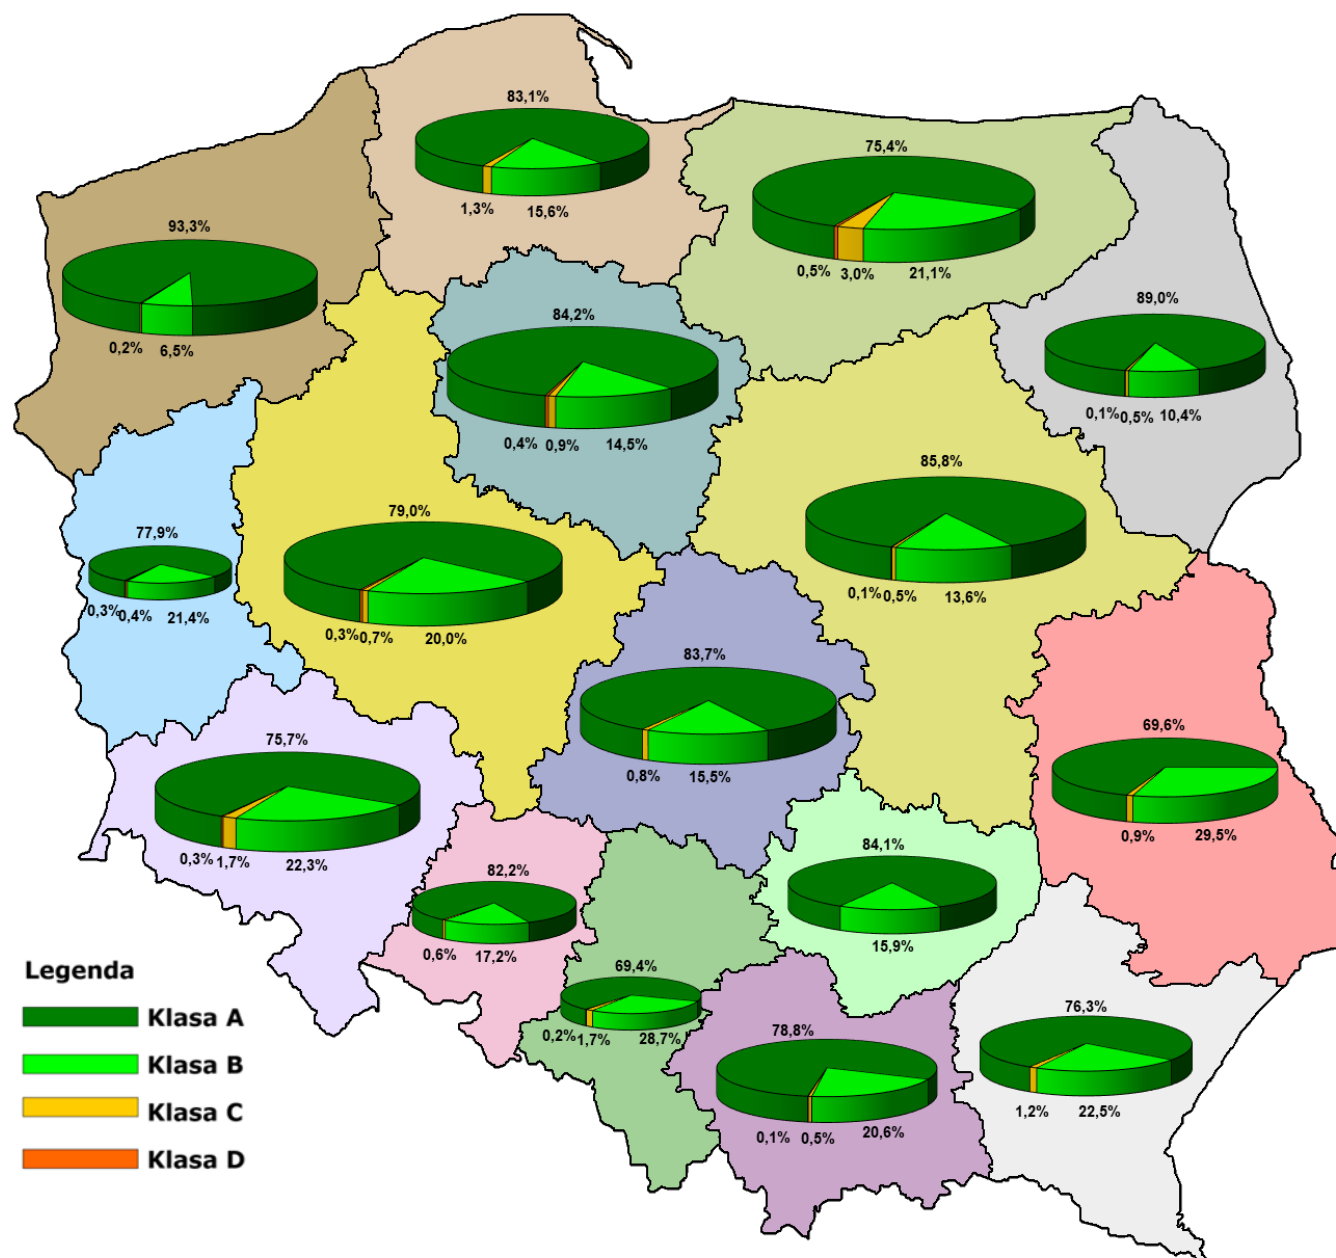 83,1%
1,3% 15,6%
75,4%
0,5% 3,0% 21,1%
93,3%
0,2% 6,5%
89,0%
0,1% 0,5% 10,4%
84,2%
0,4% 0,9% 14,5%
85,8%
0,1% 0,5% 13,6%
77,9%
0,3% 0,4% 21,4%
79,0%
0,3% 0,7% 20,0%
83,7%
0,8% 15,5%
69,6%
0,9% 29,5%
75,7%
0,3% 1,7% 22,3%
82,2%
0,6% 17,2%
84,1%
15,9%
69,4%
0,2% 1,7% 28,7%
78,8%
0,1% 0,5% 20,6%
76,3%
1,2% 22,5%
Legenda
Klasa A
Klasa B
Klasa C
Klasa D